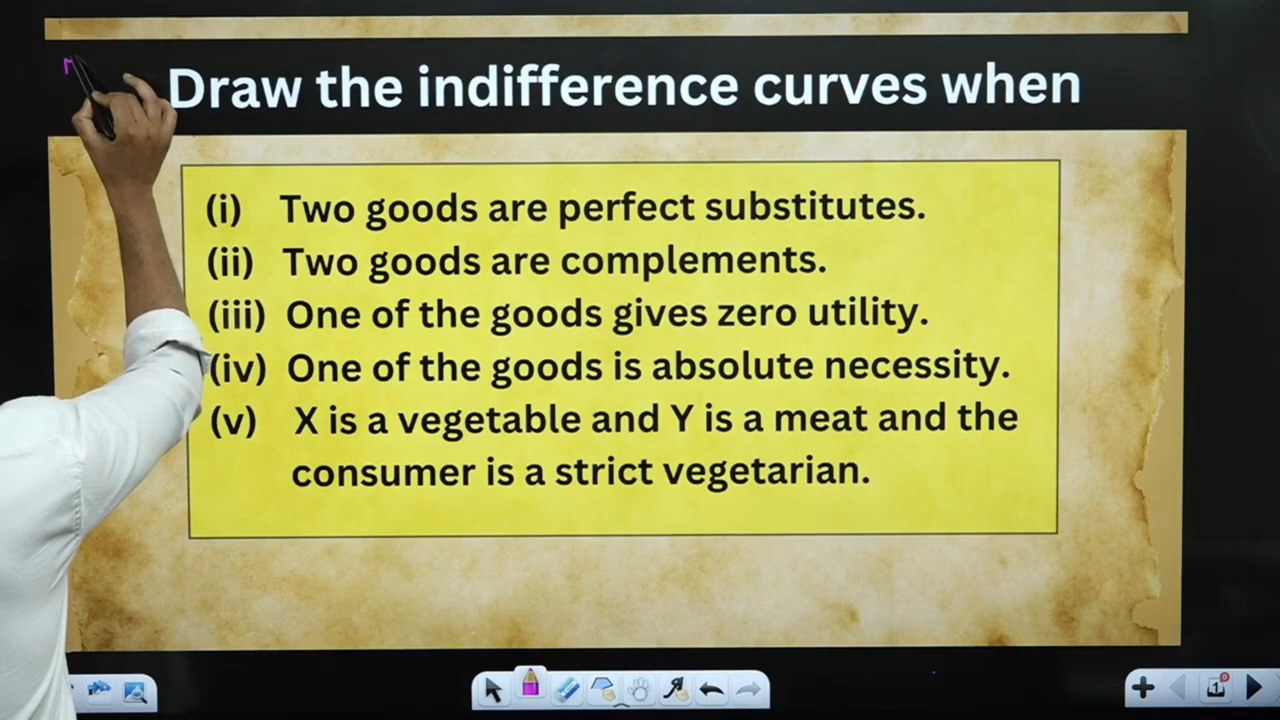 Draw the indifference curves when
(i) Two goods are perfect substitutes.
(ii) Two goods are complements.
(iii) One of the goods gives zero utility.
(iv) One of the goods is absolute necessity.
(v) X is a vegetable and Y is a meat and the
consumer is a strict vegetarian.